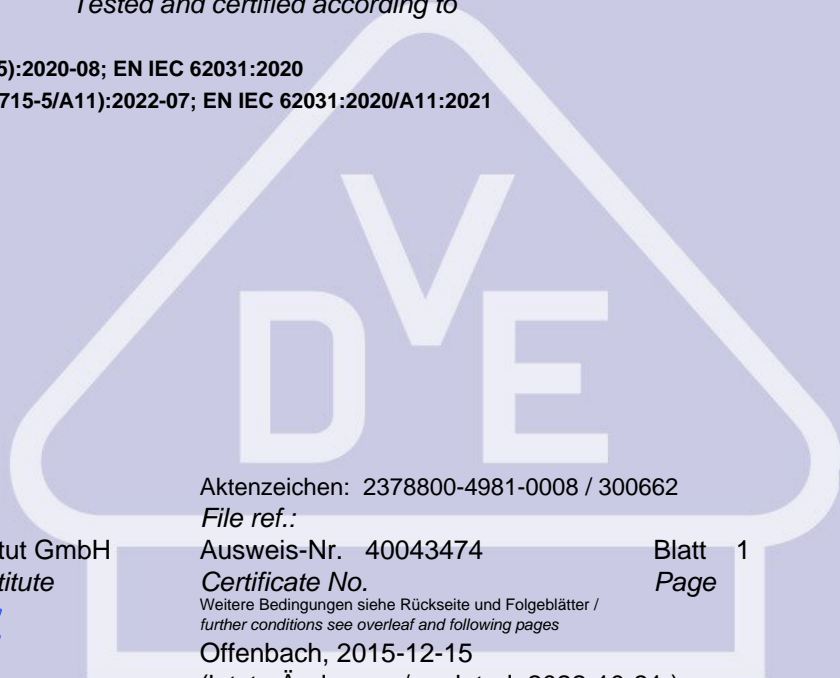 Tested and certified according to
5):2020-08; EN IEC 62031:2020
715-5/A11):2022-07; EN IEC 62031:2020/A11:2021
V
D E
Aktenzeichen: 2378800-4981-0008 / 300662
File ref.:
tut GmbH Ausweis-Nr. 40043474 Blatt 1
titute Certificate No. Page
Weitere Bedingungen siehe Rückseite und Folgeblätter /
further conditions see overleaf and following pages
Offenbach, 2015-12-15